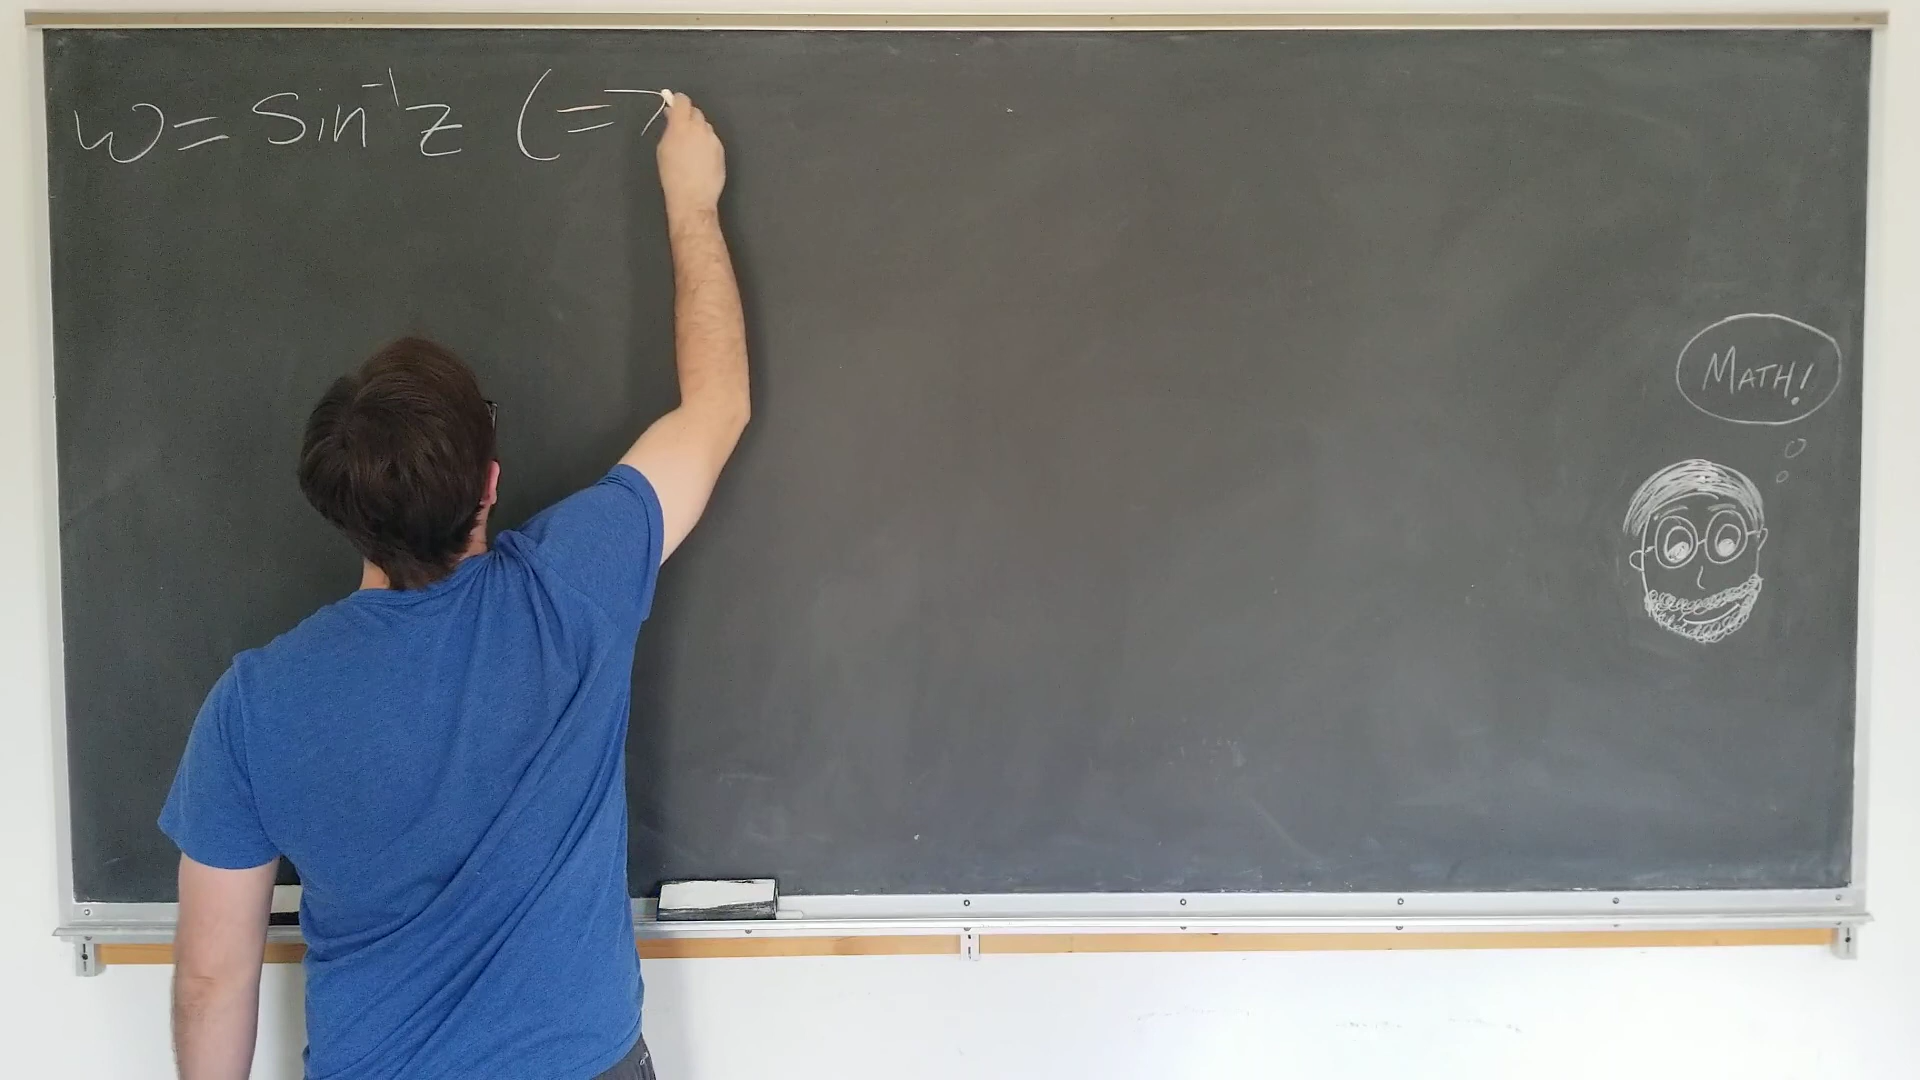 w = Sin⁻¹z (=
MATH!